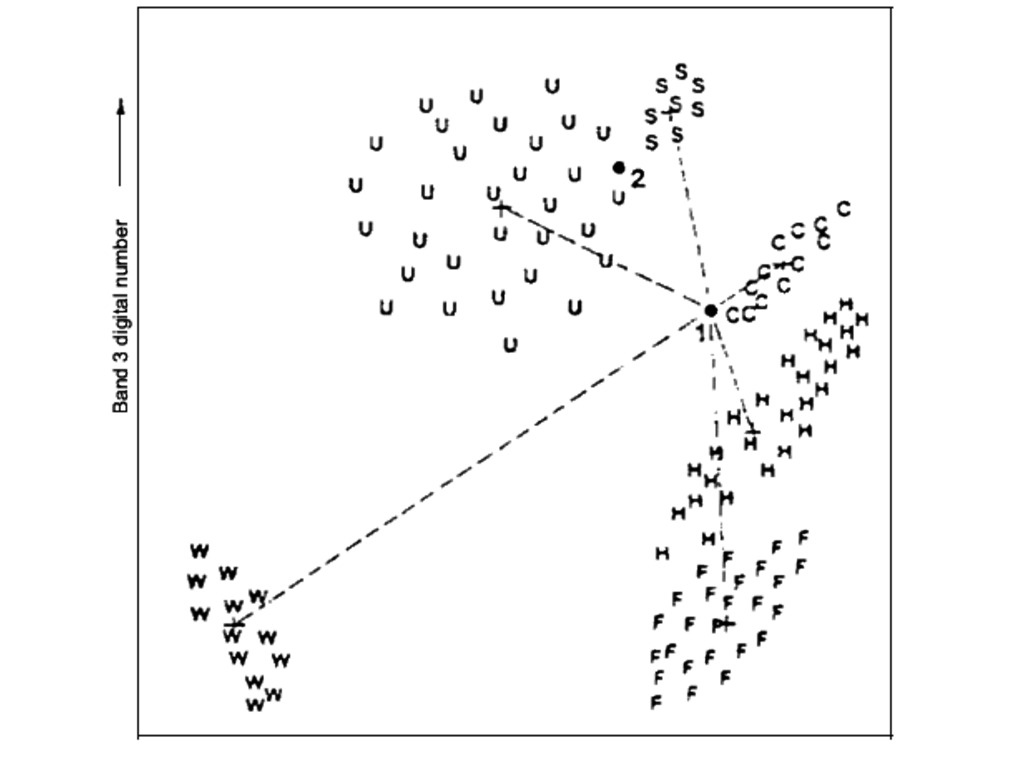 S
U S S
U U S S
U U U U S S
U U U S
U U 2
U U U U U C
U U U U U C C C C
U U U U C C
C C
U U U U C C C H
H H
1 H H
U H H
H H H
H H H
H H
H H
H H
H H H
H H
H
H F
W H F F
W F F F
W F F
W F F
W F F
W F F F F
W W F
W W F F F F
W F F F
W F
W F
Band 3 digital number